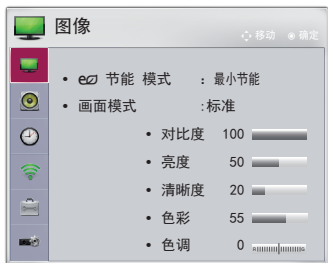 图像
移动 确定
节能 模式 : 最小节能
• 画面模式 :标准
• 对比度 100
• 亮度 50
• 清晰度 20
• 色彩 55
• 色调 0